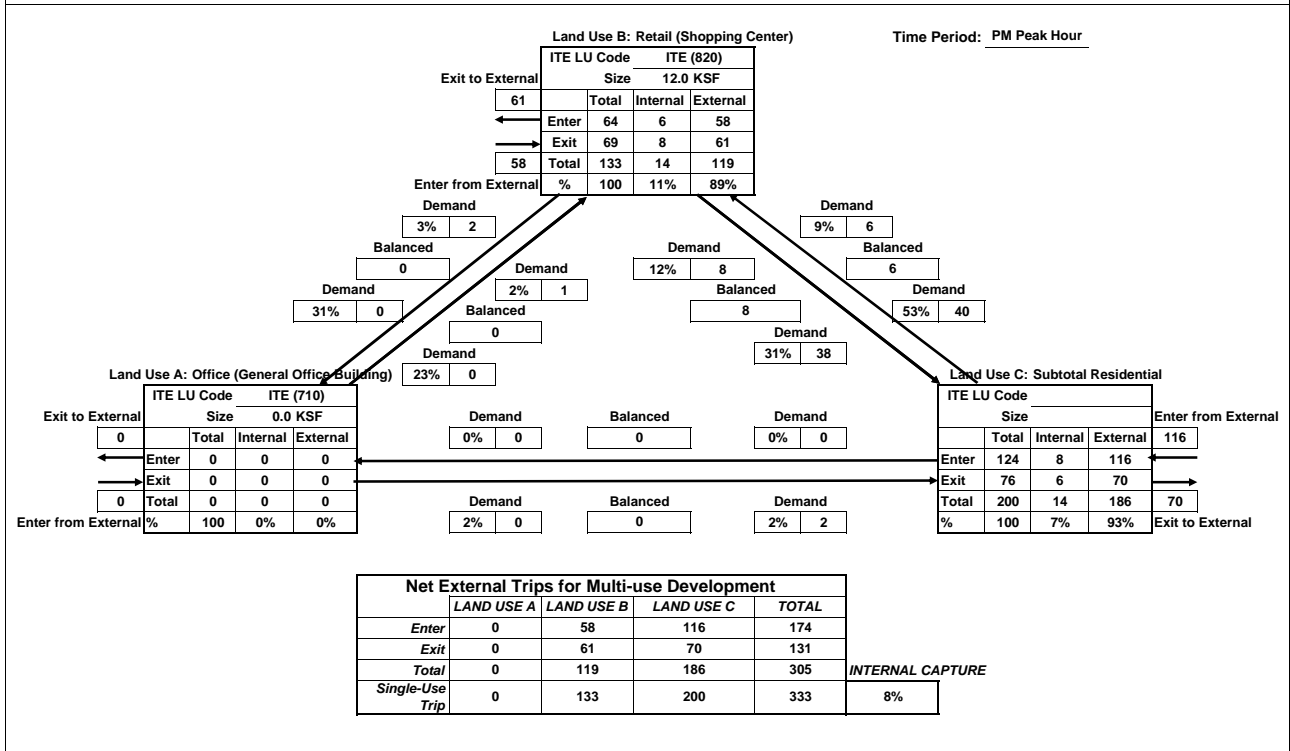 Land Use B: Retail (Shopping Center)
Time Period: PM Peak Hour
ITE LU Code ITE (820)
Exit to External Size 12.0 KSF
61 Total Internal External
Enter 64 6 58
Exit 69 8 61
58 Total 133 14 119
Enter from External % 100 11% 89%
Demand Demand
3% 2 9% 6
Balanced Demand Balanced
0 Demand 12% 8 6
Demand 2% 1 Balanced Demand
31% 0 Balanced 8 53% 40
0 Demand
Demand 31% 38
Land Use A: Office (General Office Building) 23% 0 Land Use C: Subtotal Residential
ITE LU Code ITE (710) ITE LU Code
Exit to External Size 0.0 KSF Demand Balanced Demand Size Enter from External
0 Total Internal External 0% 0 0 0% 0 Total Internal External 116
Enter 0 0 0 Enter 124 8 116
Exit 0 0 0 Exit 76 6 70
0 Total 0 0 0 Demand Balanced Demand Total 200 14 186 70
Enter from External % 100 0% 0% 2% 0 0 2% 2 % 100 7% 93% Exit to External
Net External Trips for Multi-use Development
LAND USE A LAND USE B LAND USE C TOTAL
Enter 0 58 116 174
Exit 0 61 70 131
Total 0 119 186 305 INTERNAL CAPTURE
Single-Use
Trip 0 133 200 333 8%